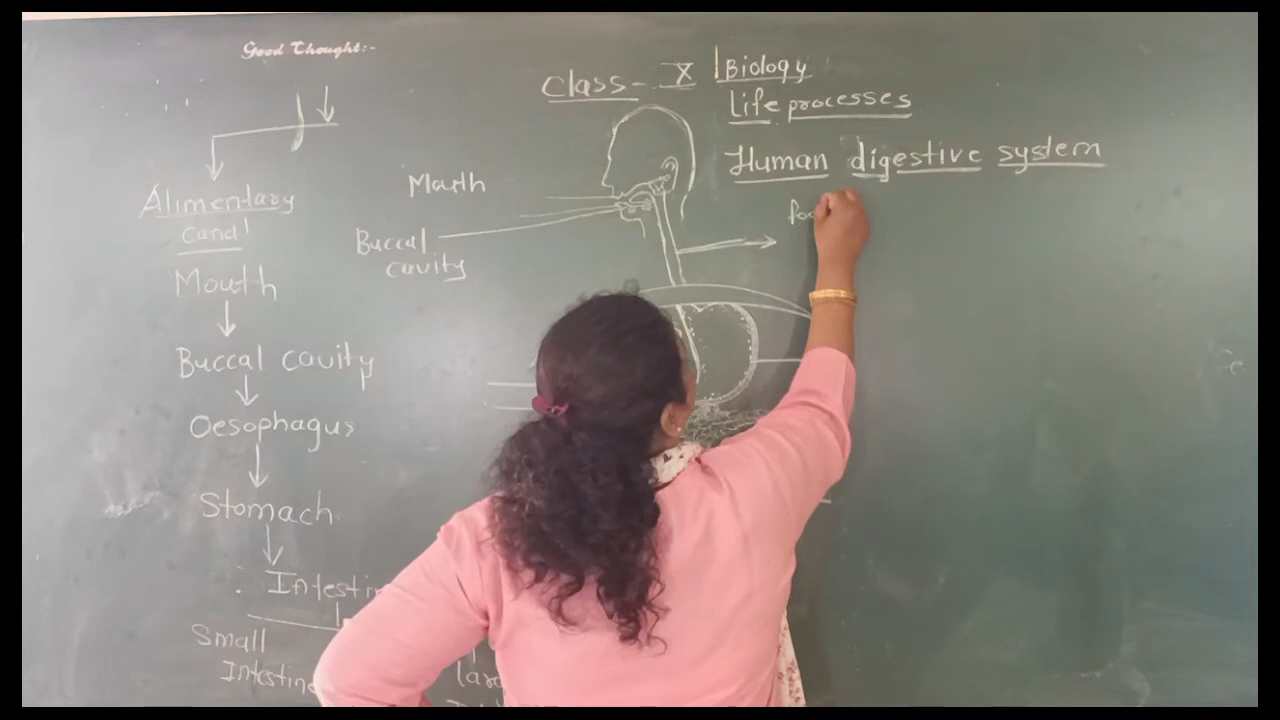 Good Thought:-
Class- X Biology
Life processes
Human digestive system
Alimentary
canal
Mouth
Buccal cavity
Oesophagus
Stomach
Small
Intestine
Mouth
Buccal
cavity